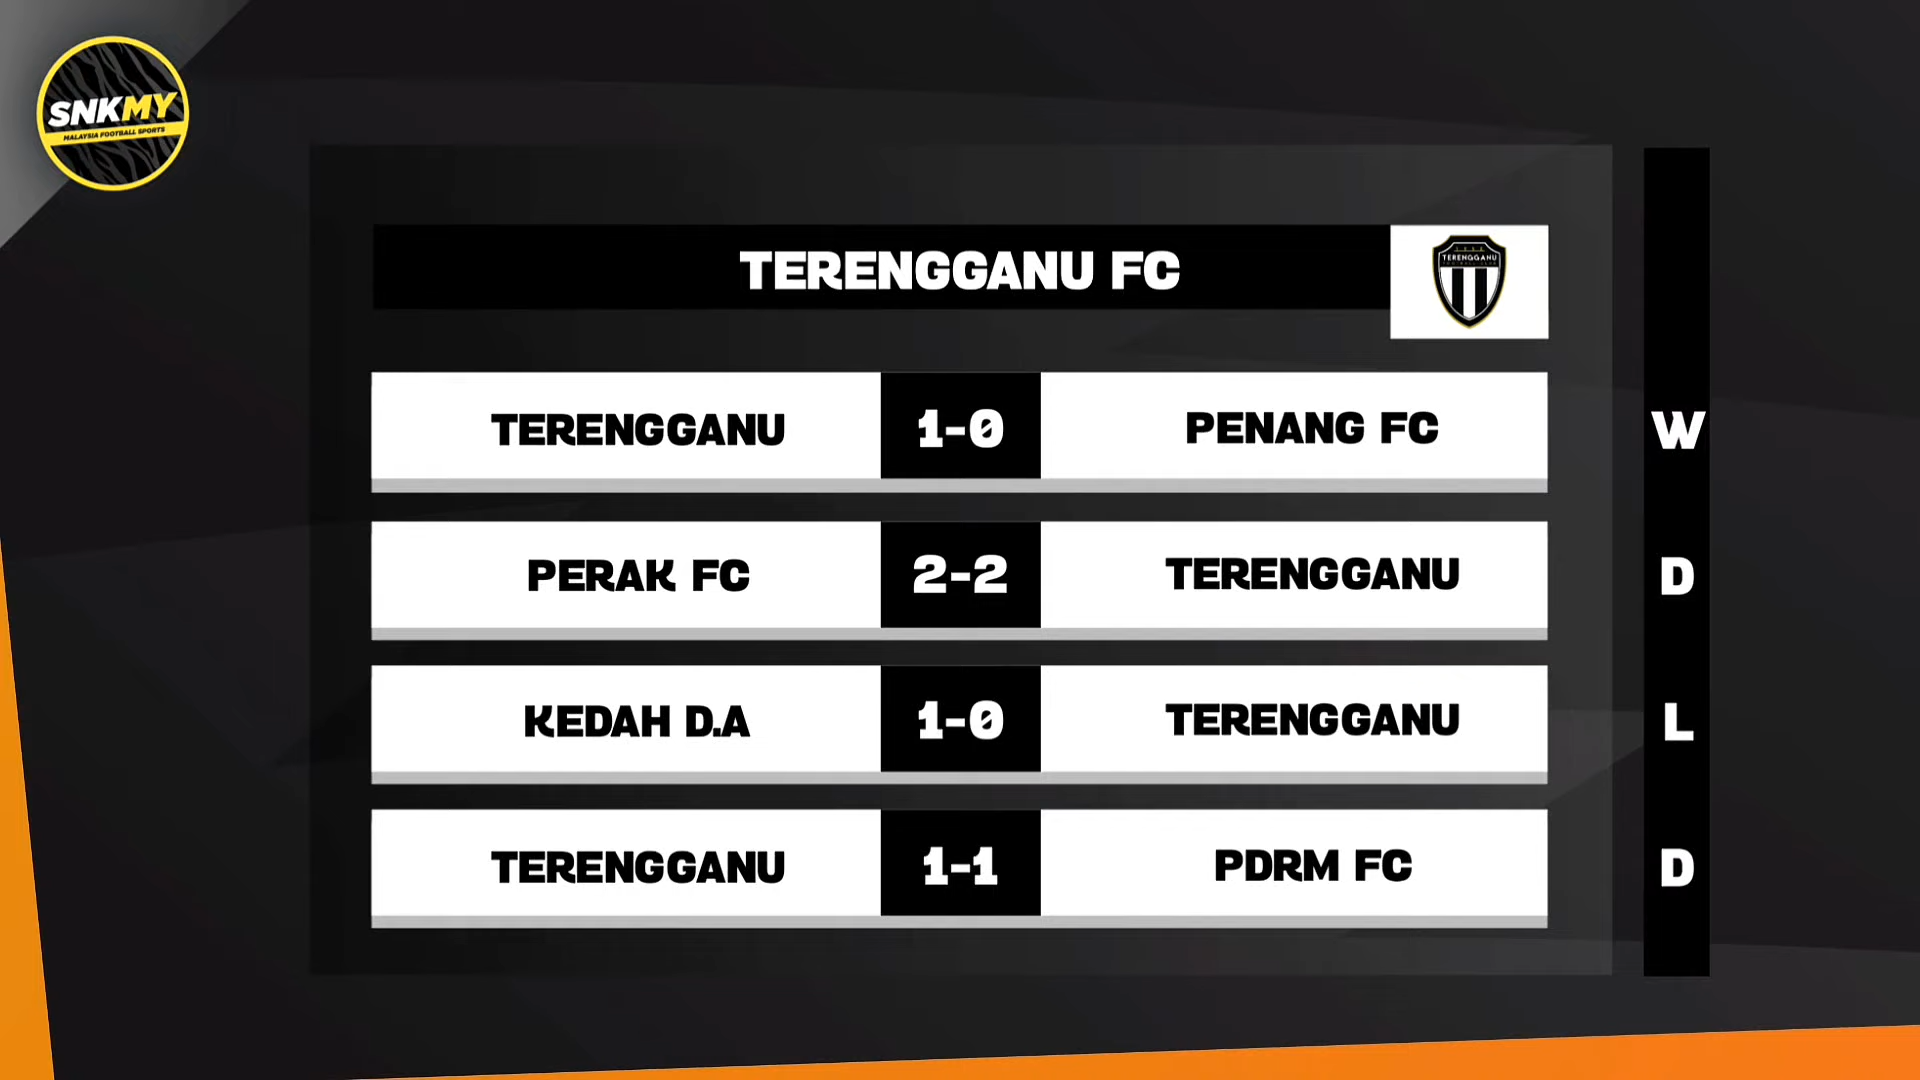 SNKMY
MALAYSIA FOOTBALL SPORTS
TERENGGANU FC
TERENGGANU
TERENGGANU 1-0 PENANG FC W
PERAK FC 2-2 TERENGGANU D
KEDAH D.A 1-0 TERENGGANU L
TERENGGANU 1-1 PDRM FC D